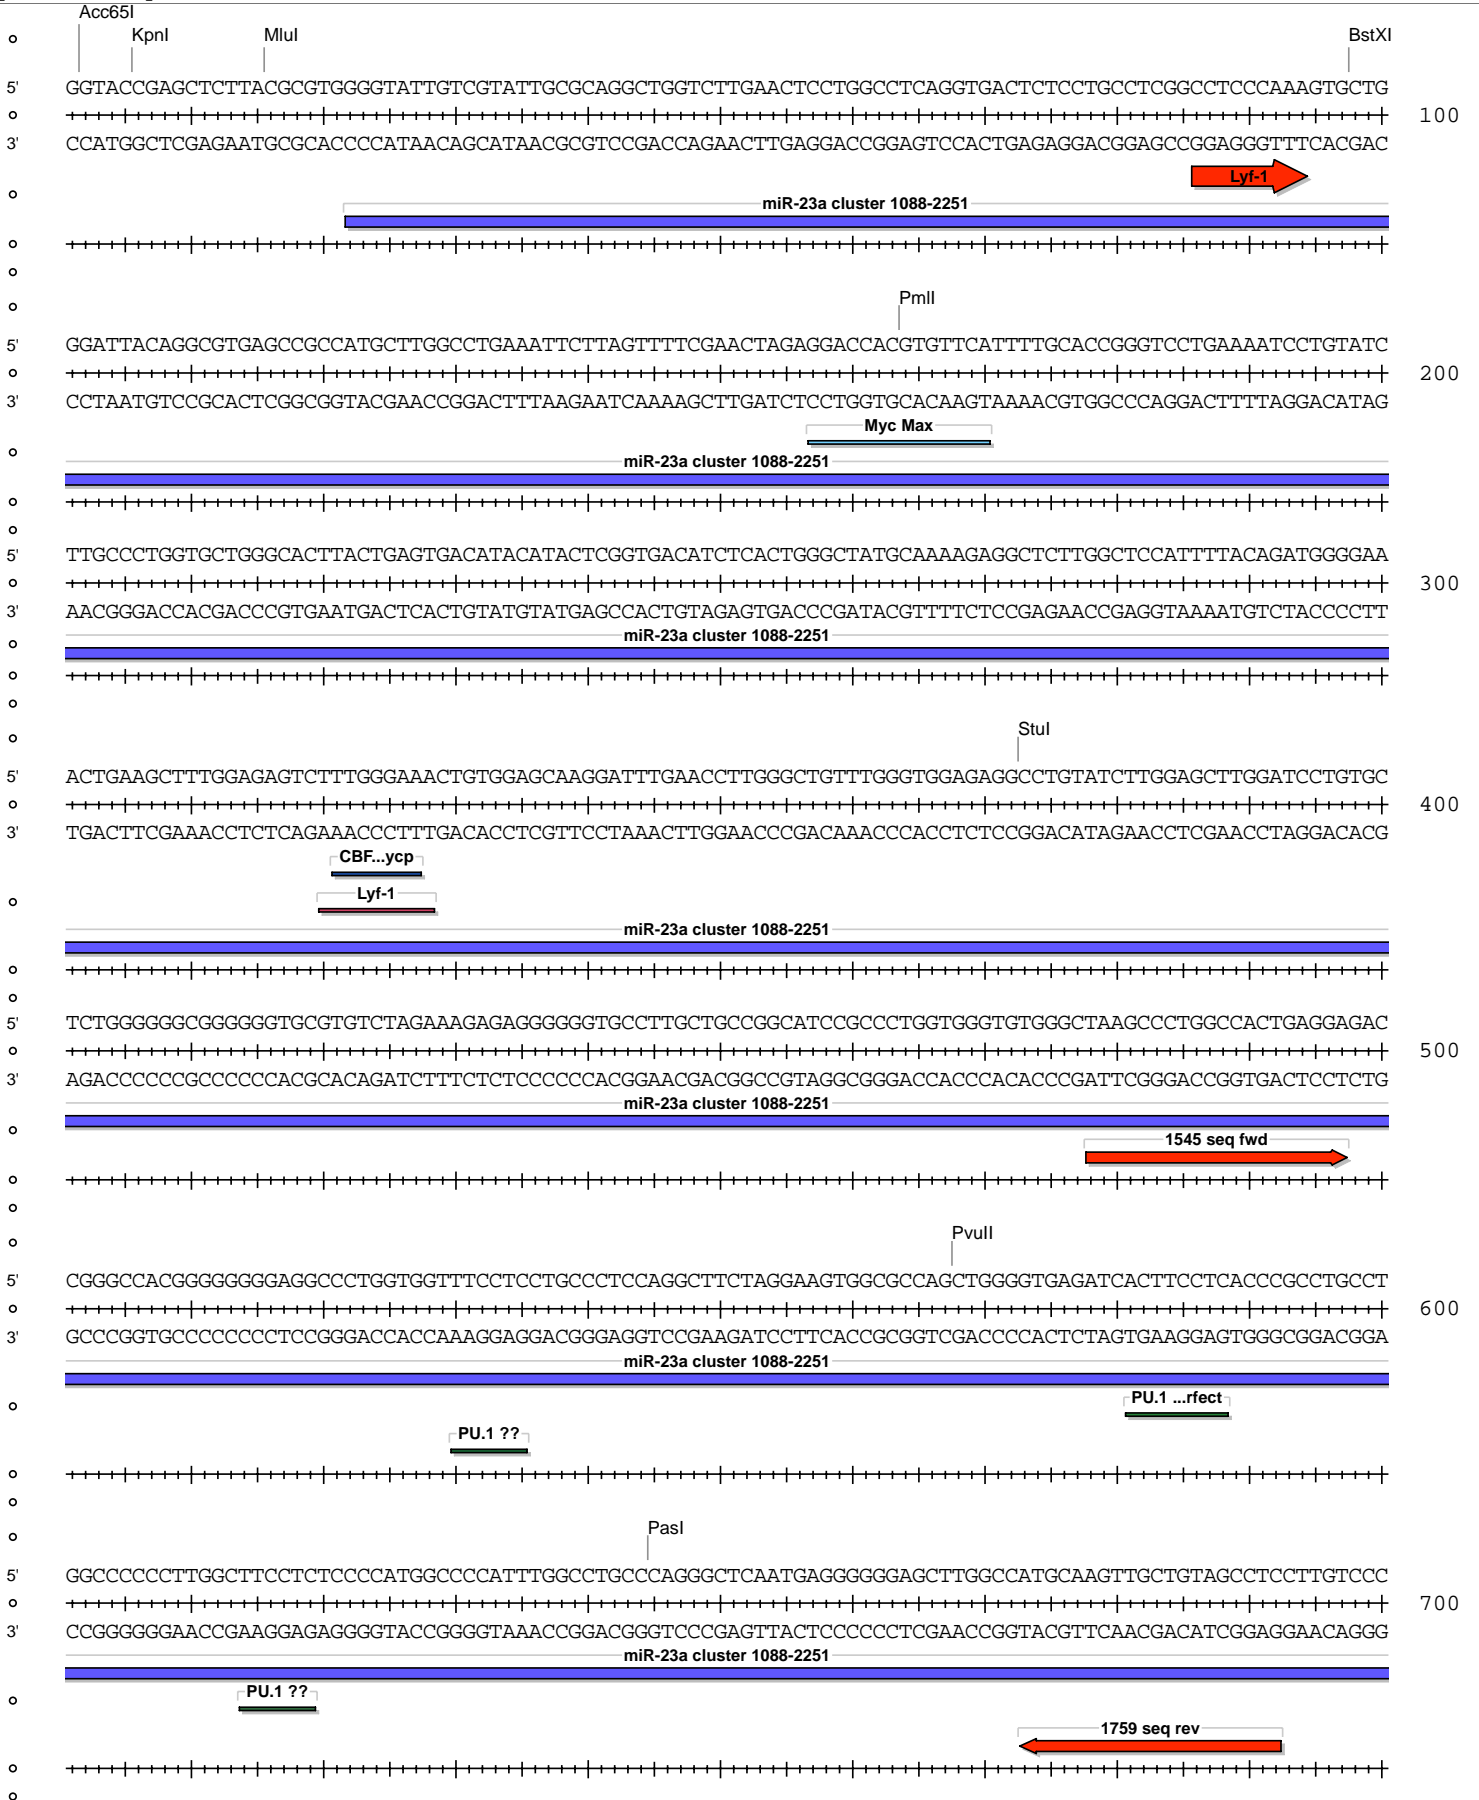 Acc65I
KpnI MluI BstXI
5' GGTACCGAGCTCTTACGCGTGGGGTATTGTCGTATTGCGCAGGCTGGTCTTGAACTCCTGGCCTCAGGTGACTCTCCTGCCTCGGCCTCCCAAAGTGCTG
100
3' CCATGGCTCGAGAATGCGCACCCCATAACAGCATAACGCGTCCGACCAGAACTTGAGGACCGGAGTCCACTGAGAGGACGGAGCCGGAGGGTTTCACGAC
Lyf-1
miR-23a cluster 1088-2251
PmlI
5' GGATTACAGGCGTGAGCCGCCATGCTTGGCCTGAAATTCTTAGTTTTCGAACTAGAGGACCACGTGTTCATTTTGCACCGGGTCCTGAAAATCCTGTATC
200
3' CCTAATGTCCGCACTCGGCGGTACGAACCGGACTTTAAGAATCAAAAGCTTGATCTCCTGGTGCACAAGTAAAACGTGGCCCAGGACTTTTAGGACATAG
Myc Max
miR-23a cluster 1088-2251
5' TTGCCCTGGTGCTGGGCACTTACTGAGTGACATACATACTCGGTGACATCTCACTGGGCTATGCAAAAGAGGCTCTTGGCTCCATTTTACAGATGGGGAA
300
3' AACGGGACCACGACCCGTGAATGACTCACTGTATGTATGAGCCACTGTAGAGTGACCCGATACGTTTTCTCCGAGAACCGAGGTAAAATGTCTACCCCTT
miR-23a cluster 1088-2251
StuI
5' ACTGAAGCTTTGGAGAGTCTTTGGGAAACTGTGGAGCAAGGATTTGAACCTTGGGCTGTTTGGGTGGAGAGGCCTGTATCTTGGAGCTTGGATCCTGTGC
400
3' TGACTTCGAAACCTCTCAGAAACCCTTTGACACCTCGTTCCTAAACTTGGAACCCGACAAACCCACCTCTCCGGACATAGAACCTCGAACCTAGGACACG
CBF...ycp
Lyf-1
miR-23a cluster 1088-2251
5' TCTGGGGGGCGGGGGGTGCGTGTCTAGAAAGAGAGGGGGGTGCCTTGCTGCCGGCATCCGCCCTGGTGGGTGTGGGCTAAGCCCTGGCCACTGAGGAGAC
500
3' AGACCCCCCGCCCCCCACGCACAGATCTTTCTCTCCCCCCACGGAACGACGGCCGTAGGCGGGACCACCCACACCCGATTCGGGACCGGTGACTCCTCTG
miR-23a cluster 1088-2251
1545 seq fwd
PvuII
5' CGGGCCACGGGGGGGGAGGCCCTGGTGGTTTCCTCCTGCCCTCCAGGCTTCTAGGAAGTGGCGCCAGCTGGGGTGAGATCACTTCCTCACCCGCCTGCCT
600
3' GCCCGGTGCCCCCCCCTCCGGGACCACCAAAGGAGGACGGGAGGTCCGAAGATCCTTCACCGCGGTCGACCCCACTCTAGTGAAGGAGTGGGCGGACGGA
miR-23a cluster 1088-2251
PU.1 ...rfect
PU.1 ??
PasI
5' GGCCCCCCTTGGCTTCCTCTCCCCATGGCCCCATTTGGCCTGCCCAGGGCTCAATGAGGGGGGAGCTTGGCCATGCAAGTTGCTGTAGCCTCCTTGTCCC
700
3' CCGGGGGGAACCGAAGGAGAGGGGTACCGGGGTAAACCGGACGGGTCCCGAGTTACTCCCCCCTCGAACCGGTACGTTCAACGACATCGGAGGAACAGGG
miR-23a cluster 1088-2251
PU.1 ??
1759 seq rev